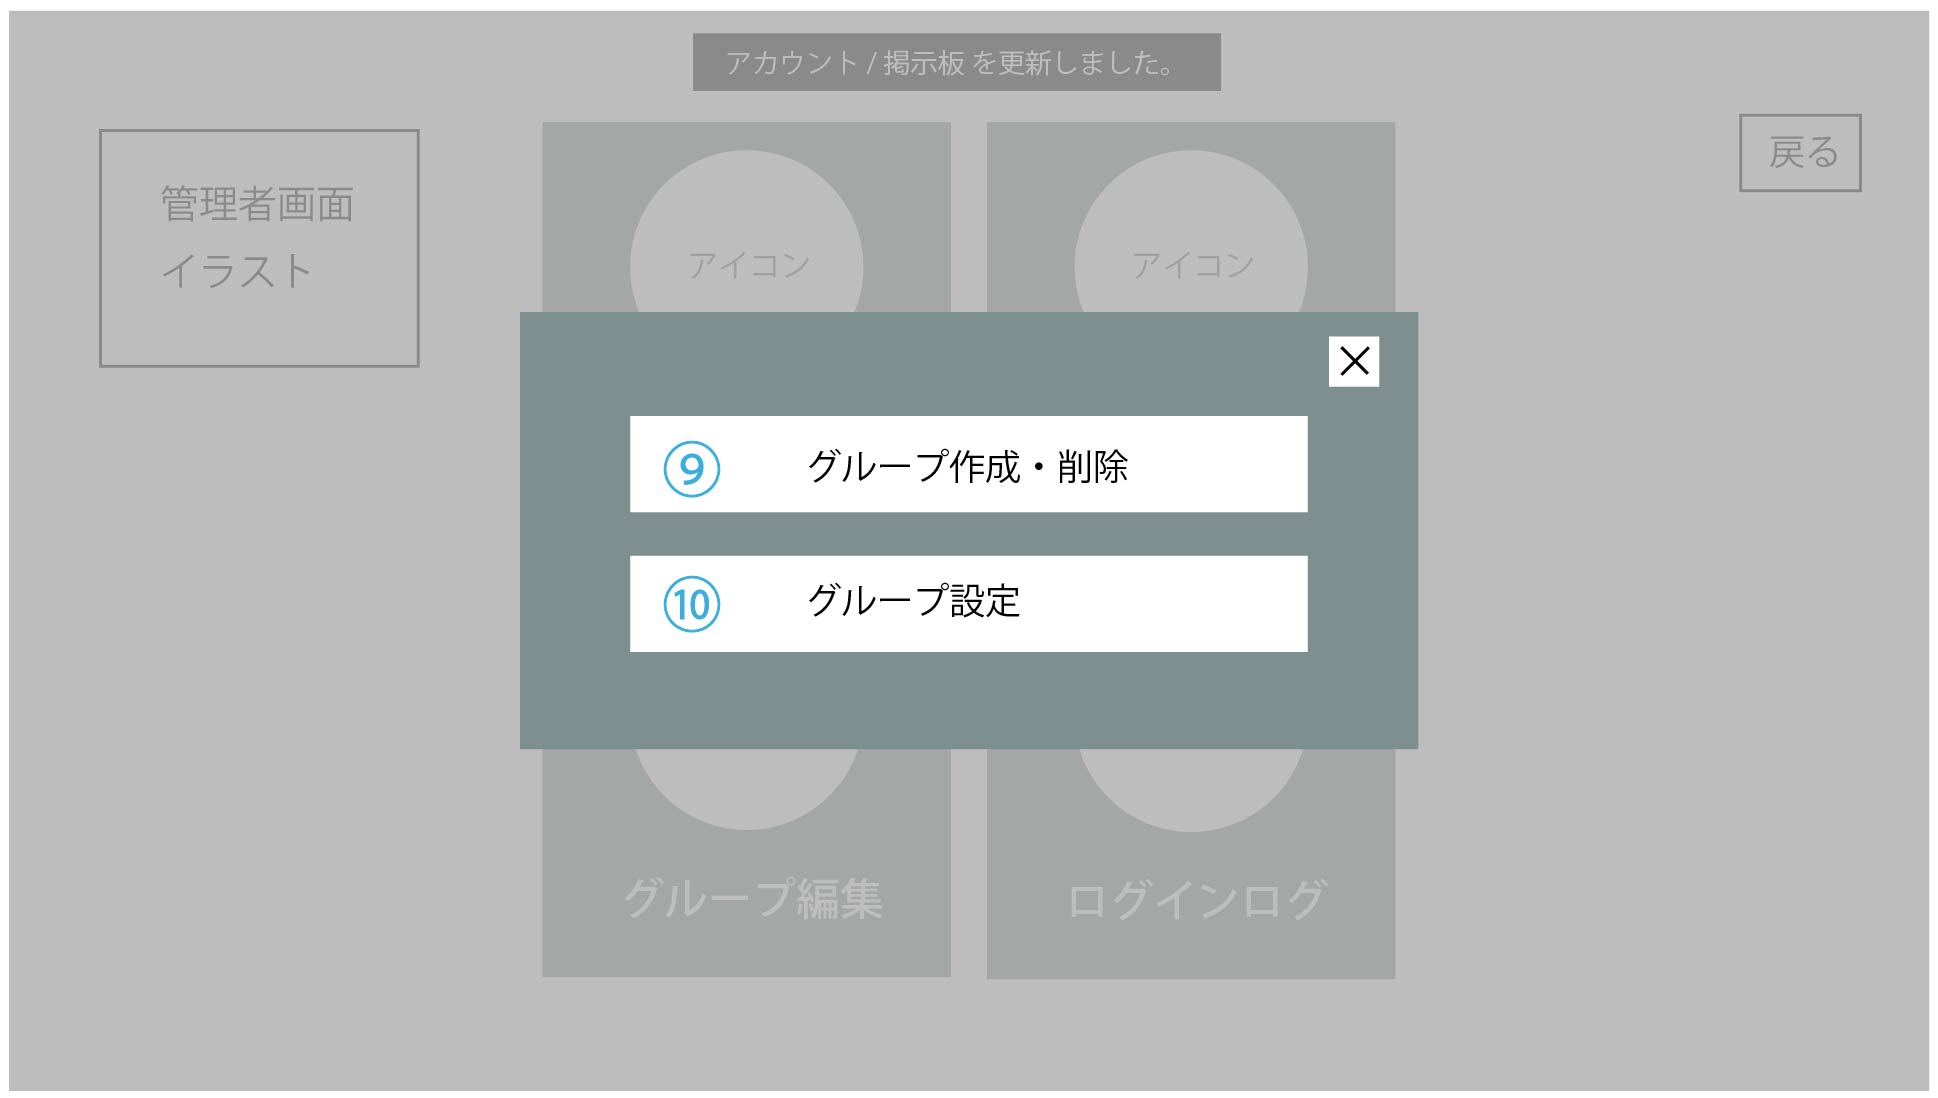 アカウント / 掲示板 を更新しました。
管理者画面
イラスト
戻る
アイコン
アイコン
×
⑨ グループ作成・削除
⑩ グループ設定
グループ編集
ログインログ